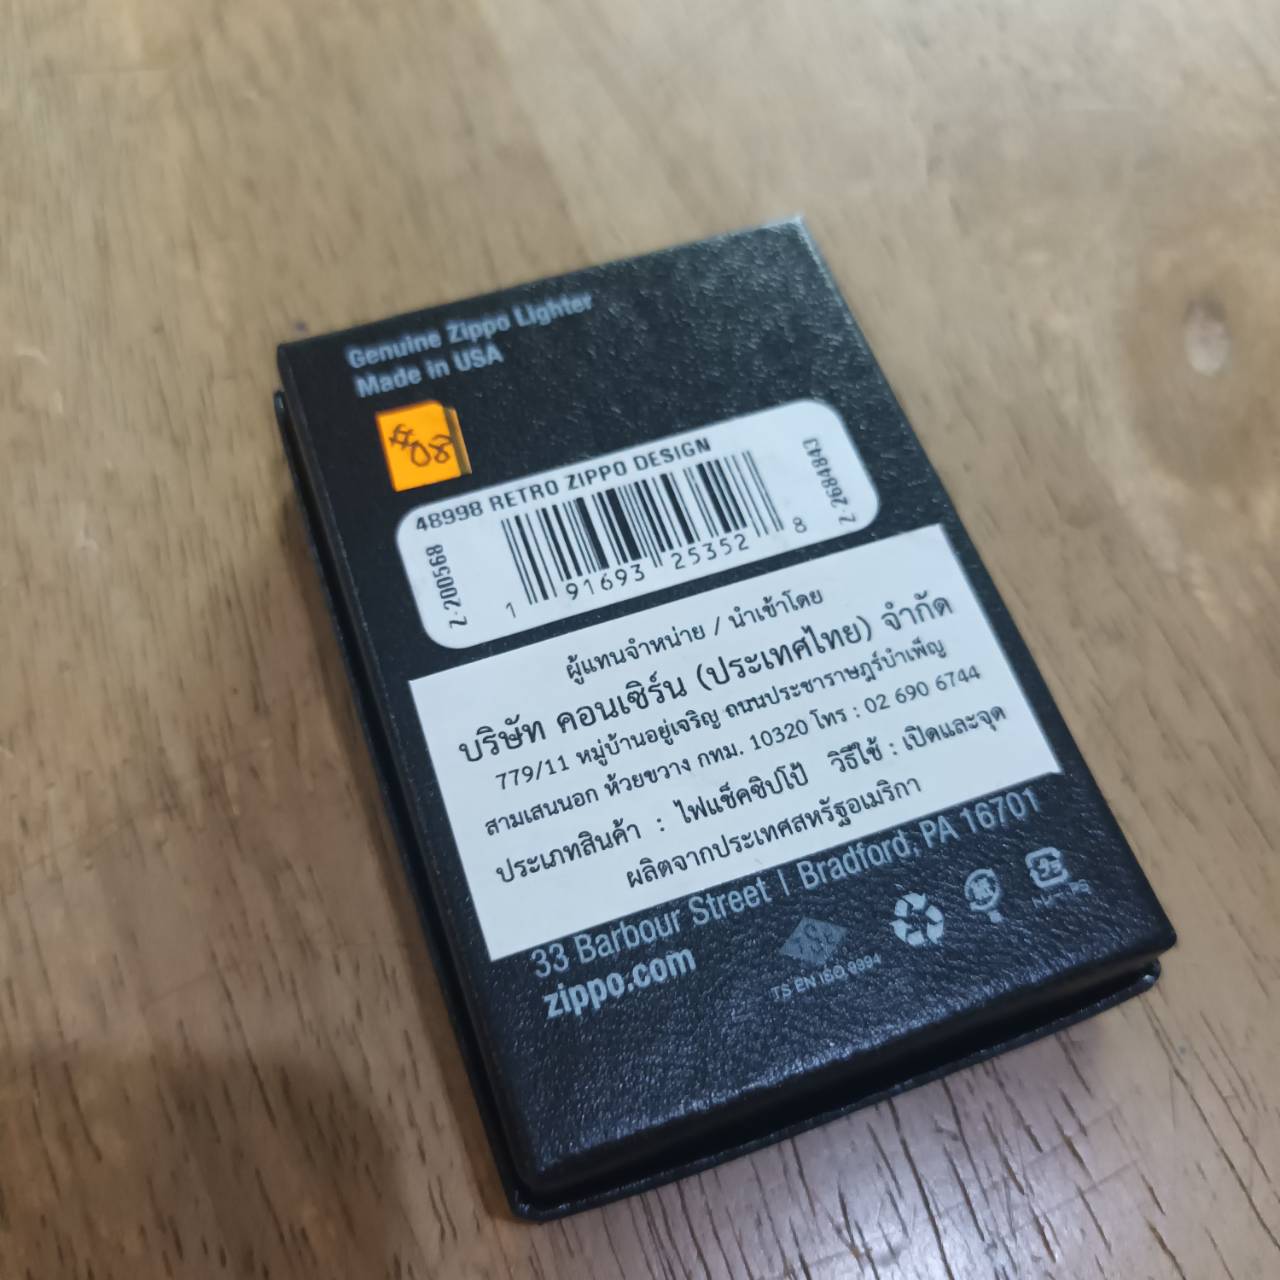 Genuine Zippo Lighter
Made in USA
#08
48998 RETRO ZIPPO DESIGN
Z-200568
Z-2684843
1 91693 25352 8
ผู้แทนจำหน่าย / นำเข้าโดย
บริษัท คอนเซิร์น (ประเทศไทย) จำกัด
779/11 หมู่บ้านอยู่เจริญ ถนนประชาราษฎร์บำเพ็ญ
สามเสนนอก ห้วยขวาง กทม. 10320 โทร : 02 690 6744
ประเภทสินค้า : ไฟแช็คซิปโป้ วิธีใช้ : เปิดและจุด
ผลิตจากประเทศสหรัฐอเมริกา
33 Barbour Street | Bradford, PA 16701
zippo.com
TS EN ISO 9994